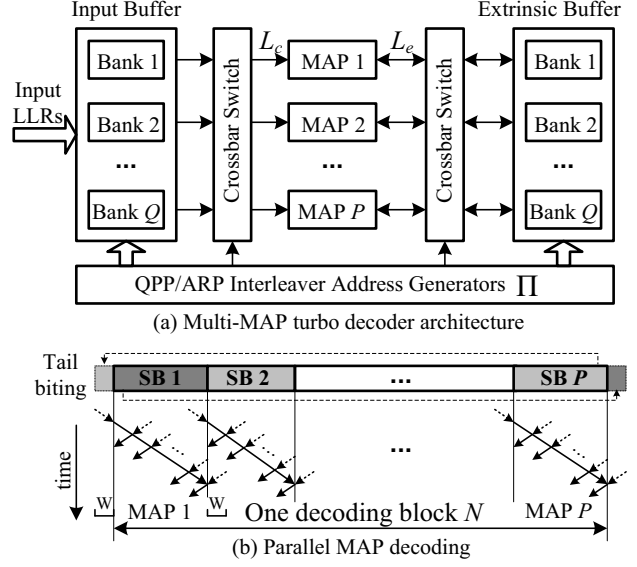 Input Buffer Extrinsic Buffer
Input LLRs
Bank 1 Crossbar Switch L_c MAP 1 L_e Crossbar Switch Bank 1
Bank 2 MAP 2 Bank 2
... ... ...
Bank Q MAP P Bank Q
QPP/ARP Interleaver Address Generators Π
(a) Multi-MAP turbo decoder architecture
Tail biting
SB 1 SB 2 ... SB P
time
...
W MAP 1 W One decoding block N MAP P
(b) Parallel MAP decoding